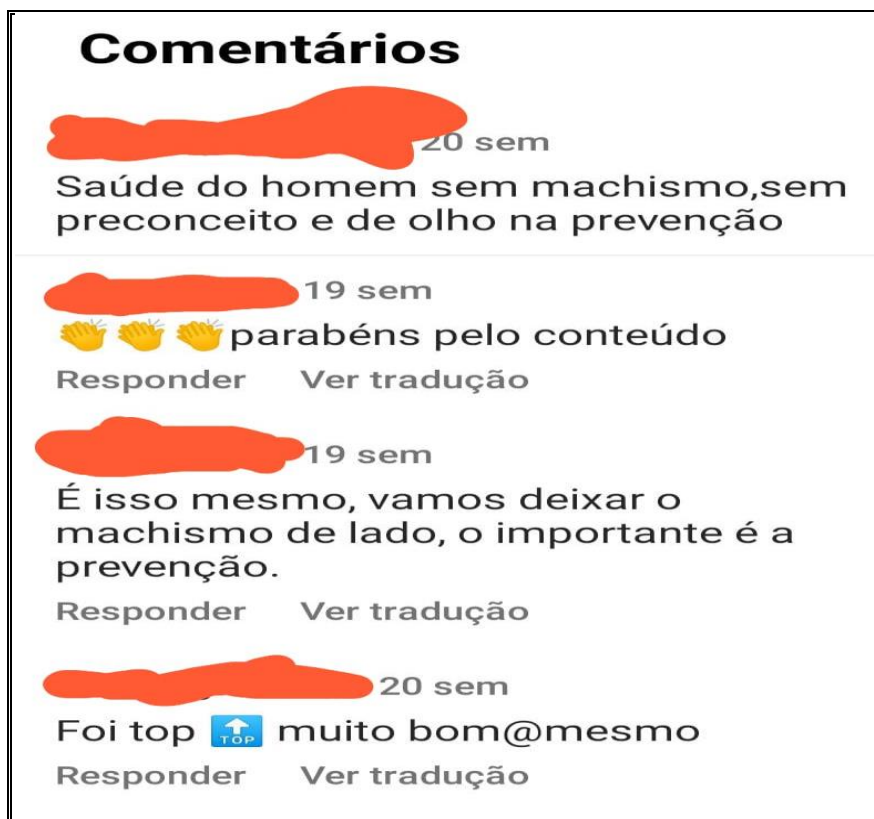 Comentários
20 sem
Saúde do homem sem machismo,sem
preconceito e de olho na prevenção
19 sem
👏👏👏parabéns pelo conteúdo
Responder Ver tradução
19 sem
É isso mesmo, vamos deixar o
machismo de lado, o importante é a
prevenção.
Responder Ver tradução
20 sem
Foi top 🔝 muito bom@mesmo
Responder Ver tradução